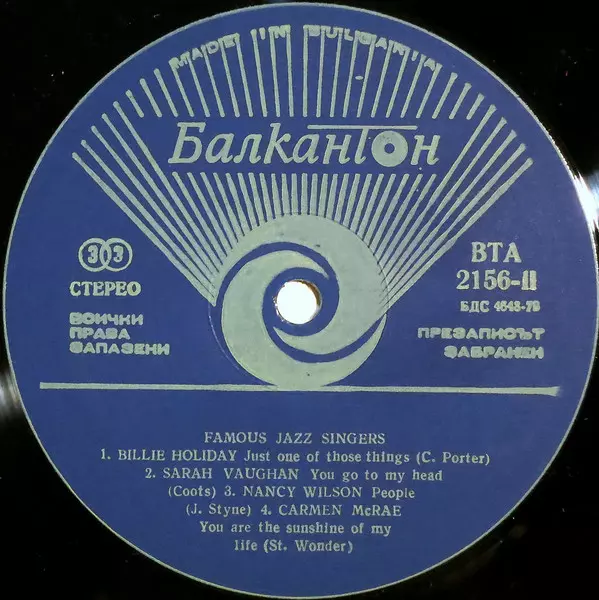 MADE IN BULGARIA
Балкантон
33
СТЕРЕО
ВСИЧКИ
ПРАВА
ЗАПАЗЕНИ
ВТА
2156-II
БДС 4648-79
ПРЕЗАПИСЪТ
ЗАБРАНЕН
FAMOUS JAZZ SINGERS
1. BILLIE HOLIDAY Just one of those things (C. Porter)
2. SARAH VAUGHAN You go to my head
(Coots) 3. NANCY WILSON People
(J. Styne) 4. CARMEN McRAE
You are the sunshine of my
life (St. Wonder)